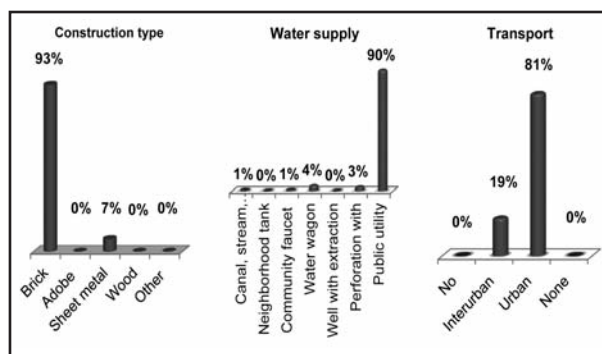 Construction type
93%
0%
7%
0%
0%
Brick
Adobe
Sheet metal
Wood
Other
Water supply
1%
0%
1%
4%
0%
3%
90%
Canal, stream...
Neighborhood tank
Community faucet
Water wagon
Well with extraction
Perforation with
Public utility
Transport
0%
19%
81%
0%
No
Interurban
Urban
None